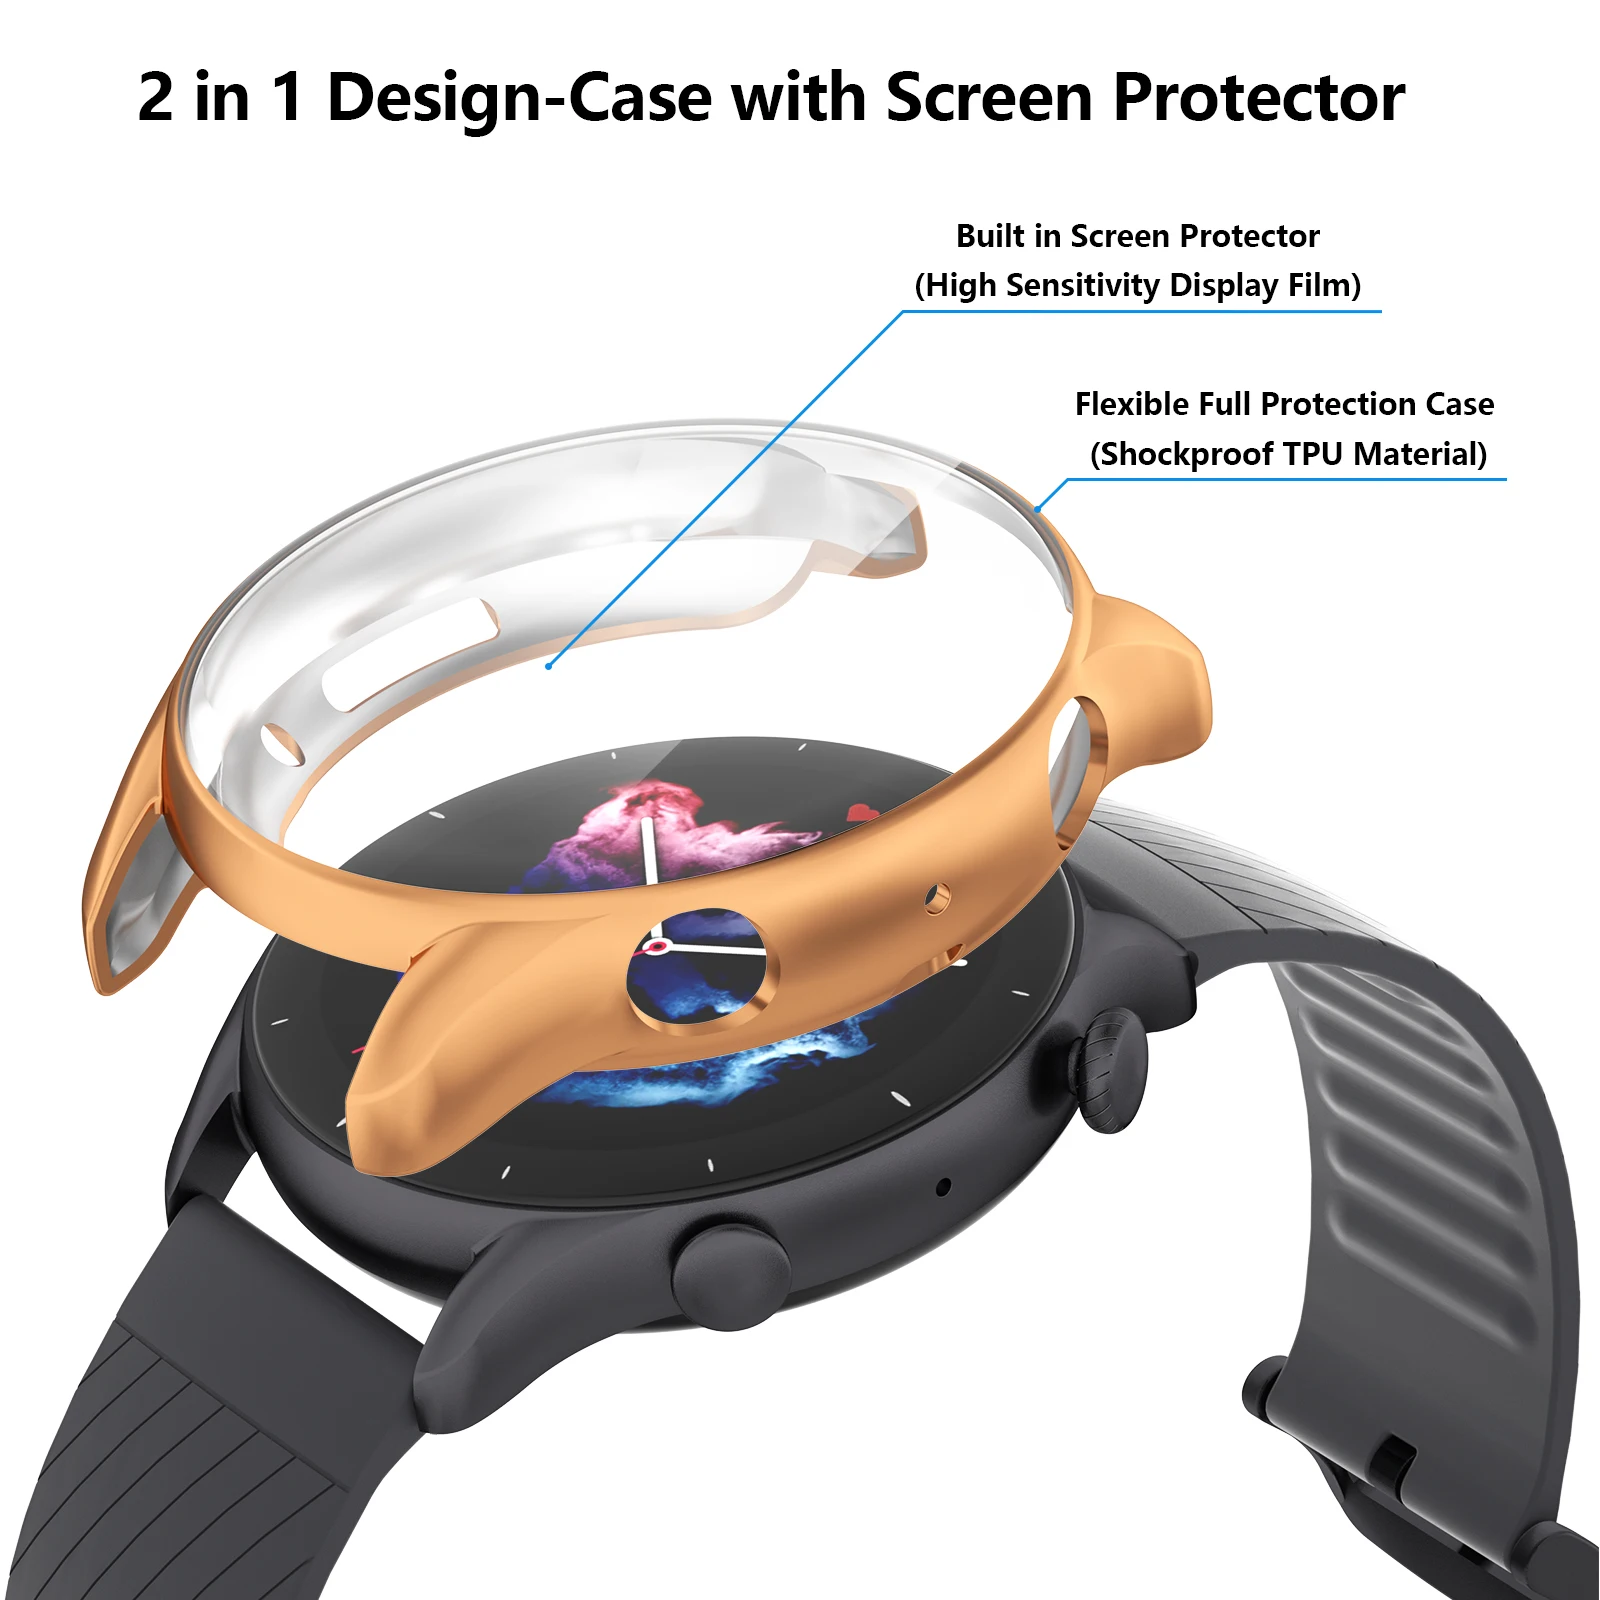 2 in 1 Design-Case with Screen Protector
Built in Screen Protector
(High Sensitivity Display Film)
Flexible Full Protection Case
(Shockproof TPU Material)